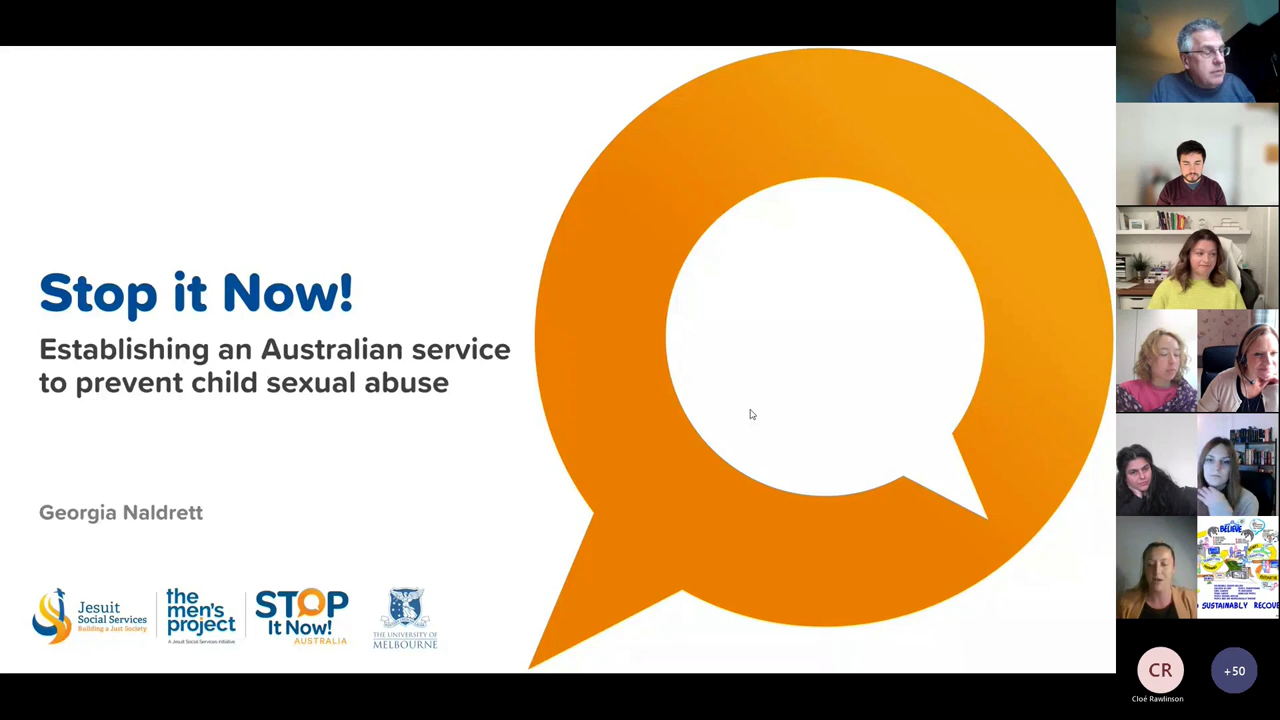 Stop it Now!
Establishing an Australian service
to prevent child sexual abuse
Georgia Naldrett
Jesuit
Social Services
Building a Just Society
the
men's
project
A Jesuit Social Services Initiative
STOP
It Now!
AUSTRALIA
THE UNIVERSITY OF
MELBOURNE
BELIEVE
SUSTAINABLY RECOU
CR
Cloé Rawlinson
+50